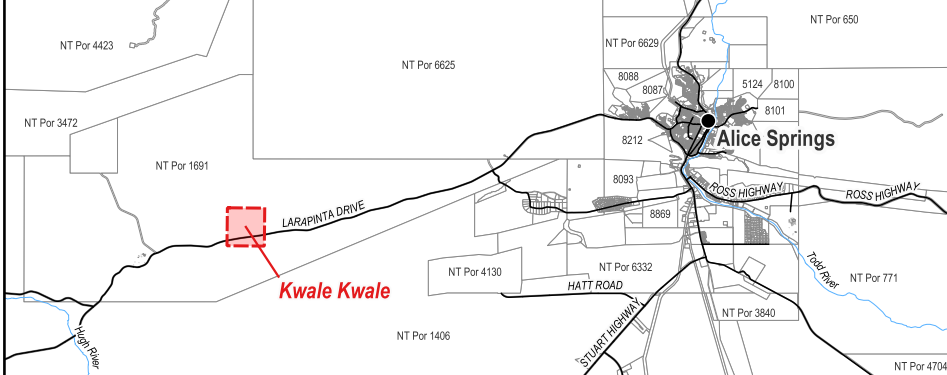 NT Por 650
NT Por 4423
NT Por 6629
NT Por 6625
8088
8087
5124
8100
8101
NT Por 3472
Alice Springs
8212
NT Por 1691
8093
ROSS HIGHWAY
ROSS HIGHWAY
LARAPINTA DRIVE
8869
Kwale Kwale
NT Por 4130
NT Por 6332
HATT ROAD
Todd River
NT Por 771
STUART HIGHWAY
NT Por 3840
Hugh River
NT Por 1406
NT Por 4704